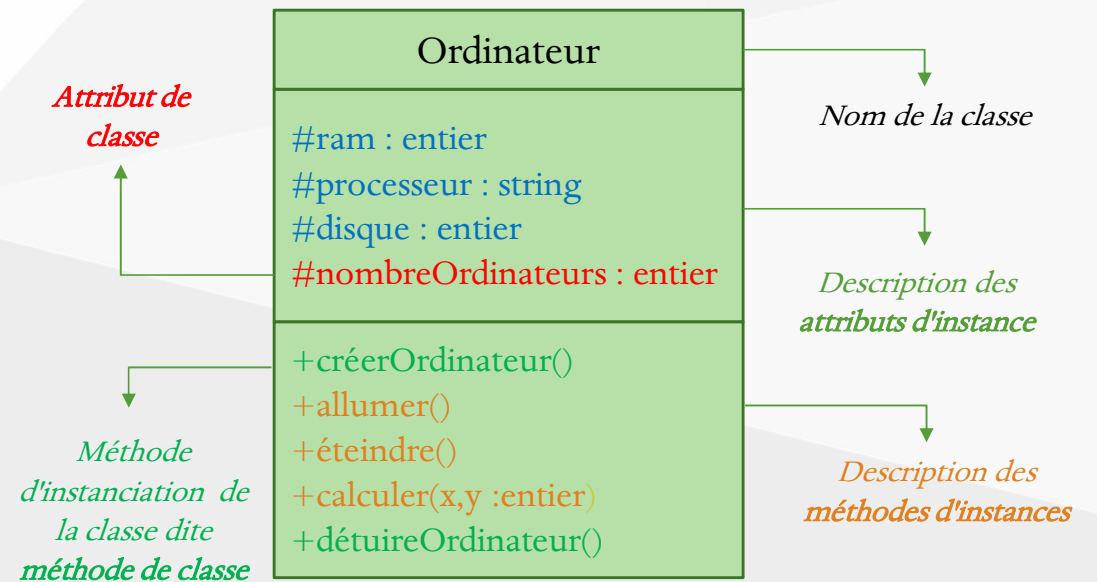 Ordinateur
#ram : entier
#processeur : string
#disque : entier
#nombreOrdinateurs : entier
+créerOrdinateur()
+allumer()
+éteindre()
+calculer(x,y :entier)
+détuireOrdinateur()
Attribut de
classe
Méthode
d'instanciation de
la classe dite
méthode de classe
Nom de la classe
Description des
attributs d'instance
Description des
méthodes d'instances